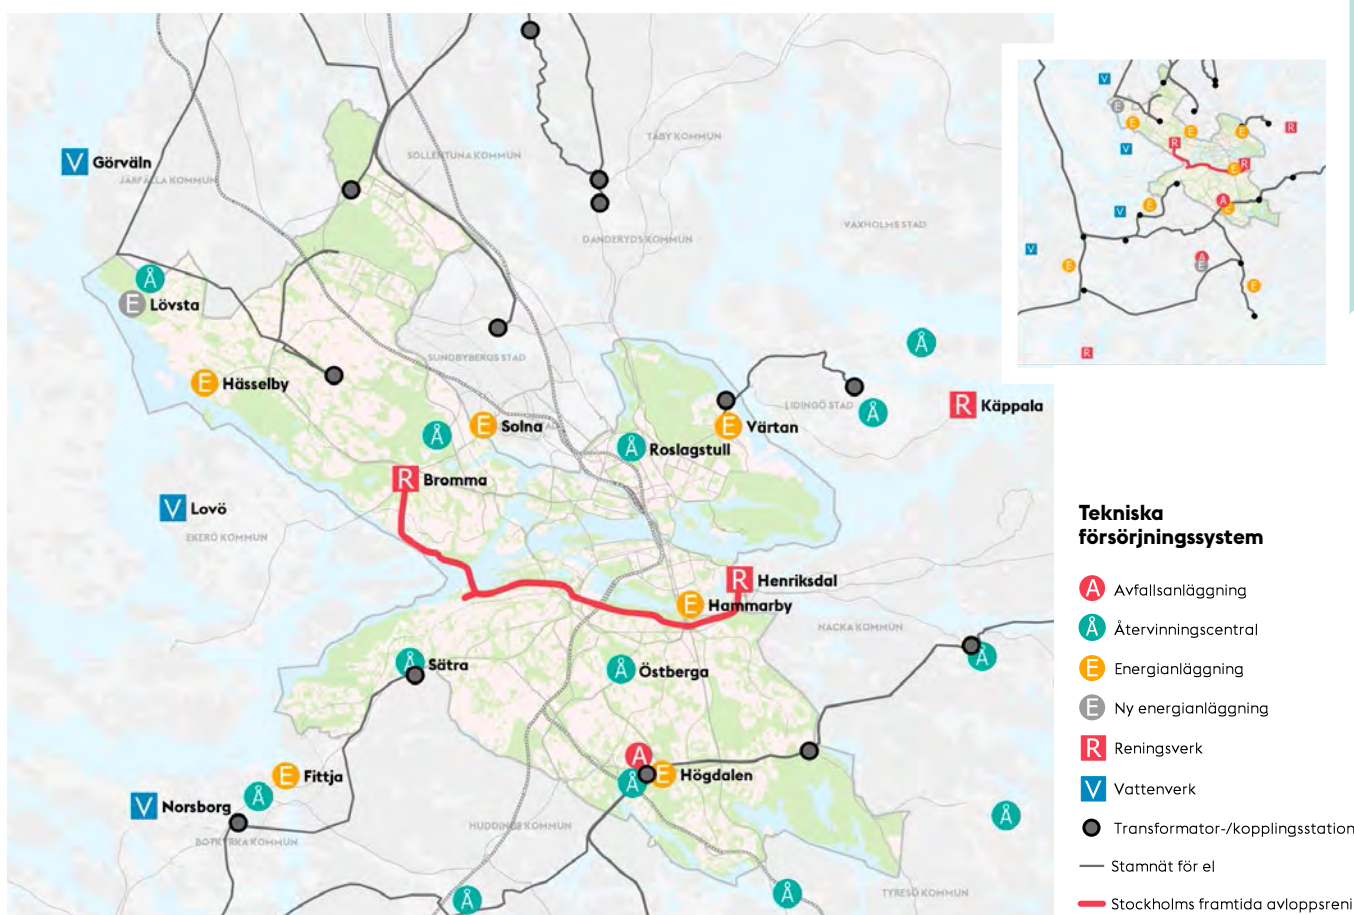 TÄBY KOMMUN
SOLLENTUNA KOMMUN
V Görväln
JÄRFÄLLA KOMMUN
VAXHOLMS STAD
DANDERYDS KOMMUN
Å
E Lövsta
SUNDBYBERGS STAD
Å
E Hässelby
LIDINGÖ STAD
Å
R Käppala
Å
E Solna
E Värtan
Å Roslagstull
R Bromma
V Lovö
EKERÖ KOMMUN
R Henriksdal
E Hammarby
NACKA KOMMUN
Å Sätra
Å Östberga
Å
A
E Högdalen
Å
E Fittja
Å
V Norsborg
BOTKYRKA KOMMUN
HUDDINGE KOMMUN
Å
TYRESÖ KOMMUN
Å
Å
V
E
E
E
E
R
R
V
E
R
V
E
A
E
V
E
A
E
E
R
Tekniska
försörjningssystem
A Avfallsanläggning
Å Återvinningscentral
E Energianläggning
E Ny energianläggning
R Reningsverk
V Vattenverk
Transformator-/kopplingsstation
Stamnät för el
Stockholms framtida avloppsreni